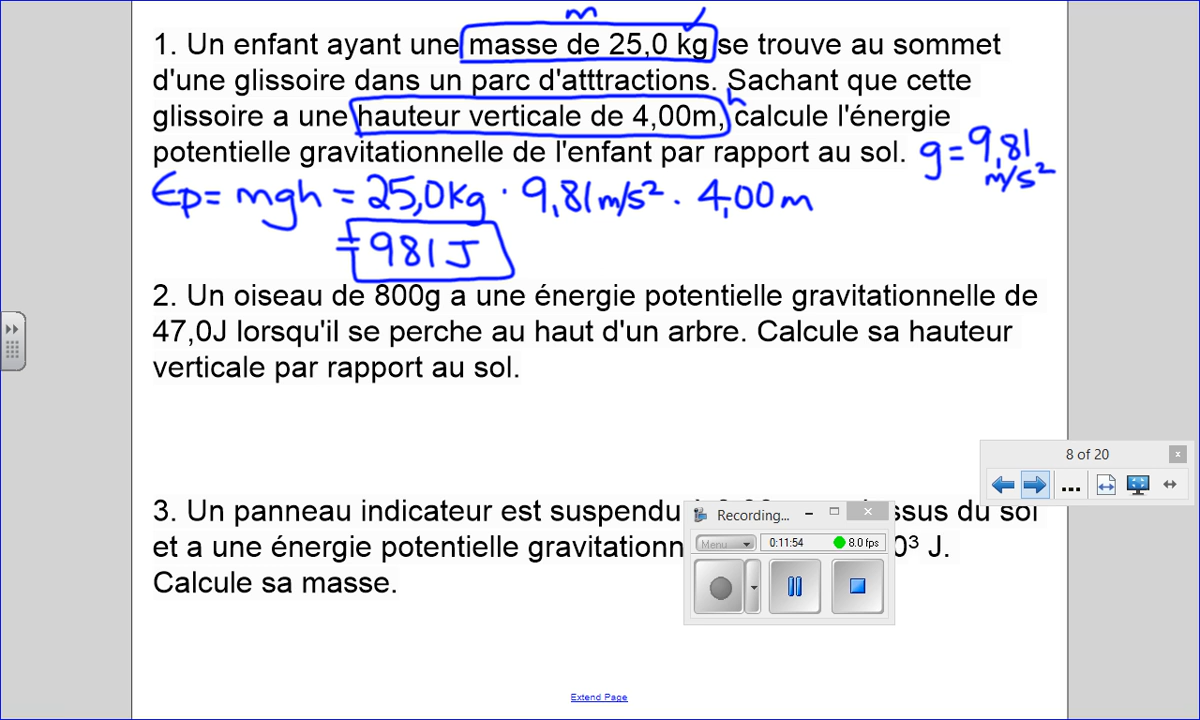 m
1. Un enfant ayant une masse de 25,0 kg se trouve au sommet
d'une glissoire dans un parc d'atttractions. Sachant que cette
h
glissoire a une hauteur verticale de 4,00m, calcule l'énergie
potentielle gravitationnelle de l'enfant par rapport au sol. g = 9,81 m/s²
Ep = mgh = 25,0 kg · 9,81 m/s² · 4,00 m
= 981 J
2. Un oiseau de 800g a une énergie potentielle gravitationnelle de
47,0J lorsqu'il se perche au haut d'un arbre. Calcule sa hauteur
verticale par rapport au sol.
8 of 20
x
...
3. Un panneau indicateur est suspendu du sol
Recording...
et a une énergie potentielle gravitationn 0³ J.
Menu 0:11:54 8.0 fps
Calcule sa masse.
Extend Page